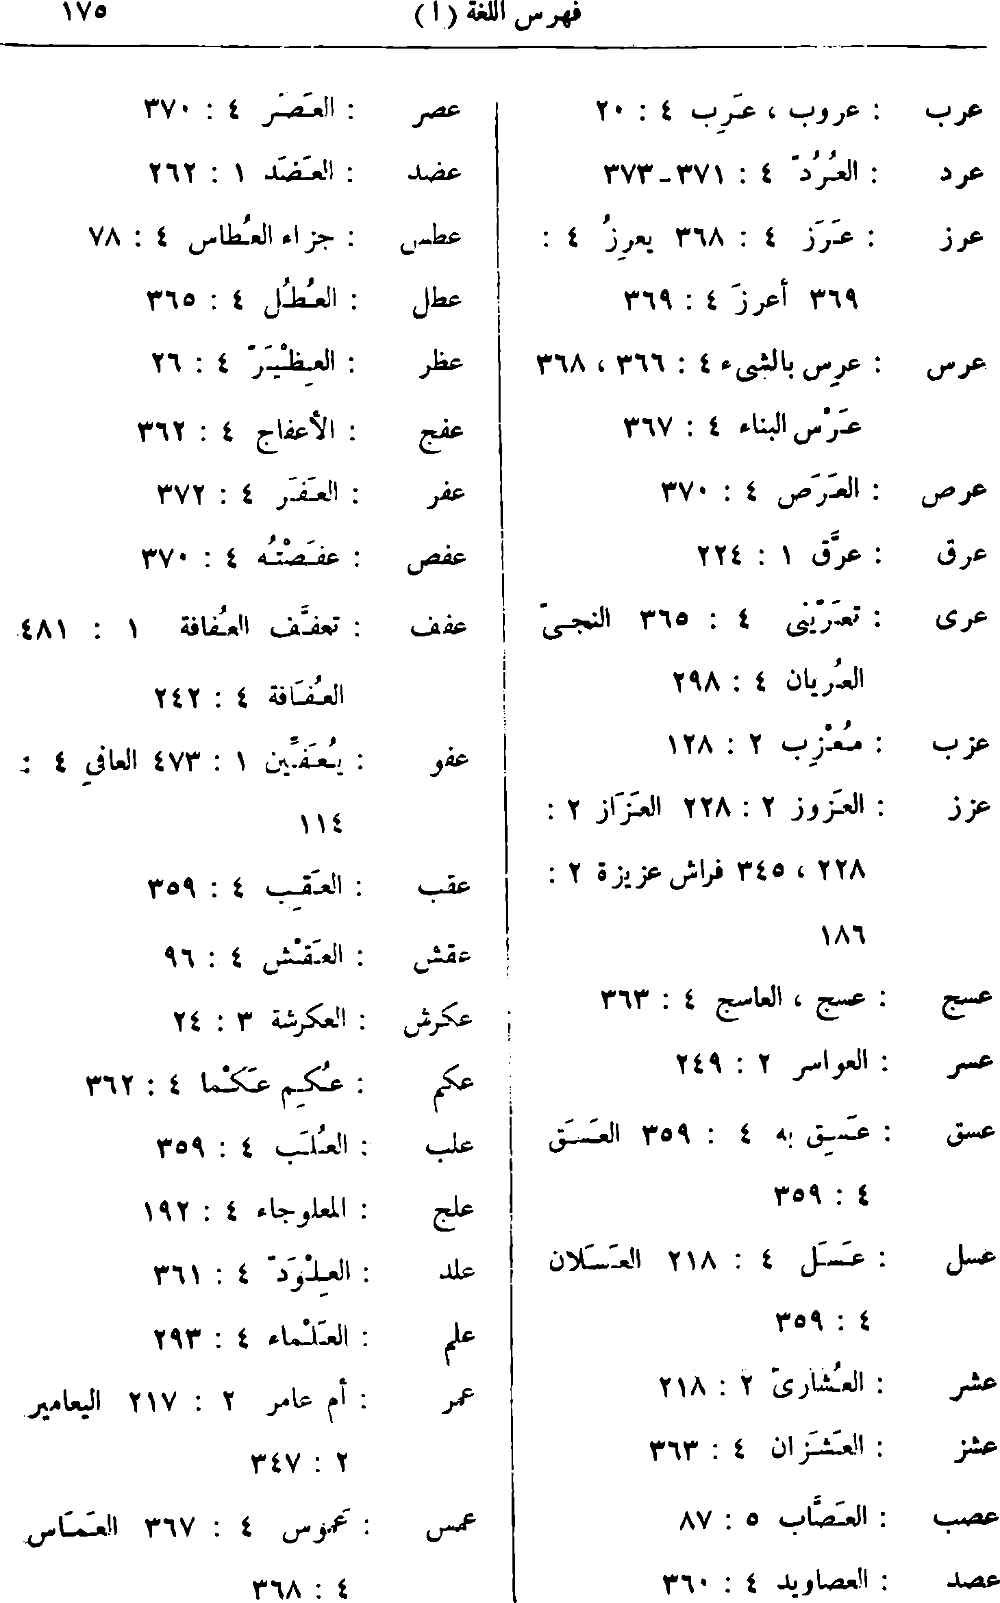 فهرس اللغة ( ا ) ١٧٥
عرب : عروب ، عَرِب ٤ : ٢٠
عرد : العُرُدّ ٤ : ٣٧١ ـ ٣٧٣
عرز : عَرَزَ ٤ : ٣٦٨ يعرِزُ ٤ :
٣٦٩ أعرزَ ٤ : ٣٦٩
عرس : عرِس بالشىء ٤ : ٣٦٦ ، ٣٦٨
عَرْس البناء ٤ : ٣٦٧
عرص : العَرَص ٤ : ٣٧٠
عرق : عرَّق ١ : ٢٢٤
عرى : تعَرّيْنى ٤ : ٣٦٥ النجىّ
العُريان ٤ : ٢٩٨
عزب : مُعْزِب ٢ : ١٢٨
عزز : العَزوز ٢ : ٢٢٨ العَزَاز ٢ :
٢٢٨ ، ٣٤٥ فراش عزيزة ٢ :
١٨٦
عسج : عسج ، العاسج ٤ : ٣٦٣
عسر : العواسر ٢ : ٢٤٩
عسق : عَسِق به ٤ : ٣٥٩ العَسَق
٤ : ٣٥٩
عسل : عَسَل ٤ : ٢١٨ العَسَلان
٤ : ٣٥٩
عشر : العُشارىّ ٢ : ٢١٨
عشز : العَشَزان ٤ : ٣٦٣
عصب : العَصَّاب ٥ : ٨٧
عصد : العصاويد ٤ : ٣٦٠
عصر : العَصَر ٤ : ٣٧٠
عضد : العَضَد ١ : ٢٦٢
عطس : جزاء العُطاس ٤ : ٧٨
عطل : العُطُل ٤ : ٣٦٥
عظر : العِظْيَرّ ٤ : ٢٦
عفج : الأعفاج ٤ : ٣٦٢
عفر : العَفَر ٤ : ٣٧٢
عفص : عفَصْتُه ٤ : ٣٧٠
عفف : تعفَّف العُفافة ١ : ٤٨١
العُفَافة ٤ : ٢٤٢
عفو : يُعَفِّين ١ : ٤٧٣ العافي ٤ :
١١٤
عقب : العَقِب ٤ : ٣٥٩
عقش : العَقْش ٤ : ٩٦
عكرش : العكرشة ٣ : ٢٤
عكم : عُكِم عَكْما ٤ : ٣٦٢
علب : العُلَب ٤ : ٣٥٩
علج : المعلوجاء ٤ : ١٩٢
علد : العِلْوَدّ ٤ : ٣٦١
علم : العَلْماء ٤ : ٢٩٣
عمر : أم عامر ٢ : ٢١٧ اليعامير
٢ : ٣٤٧
عمس : عَموس ٤ : ٣٦٧ العَمَاس
٤ : ٣٦٨